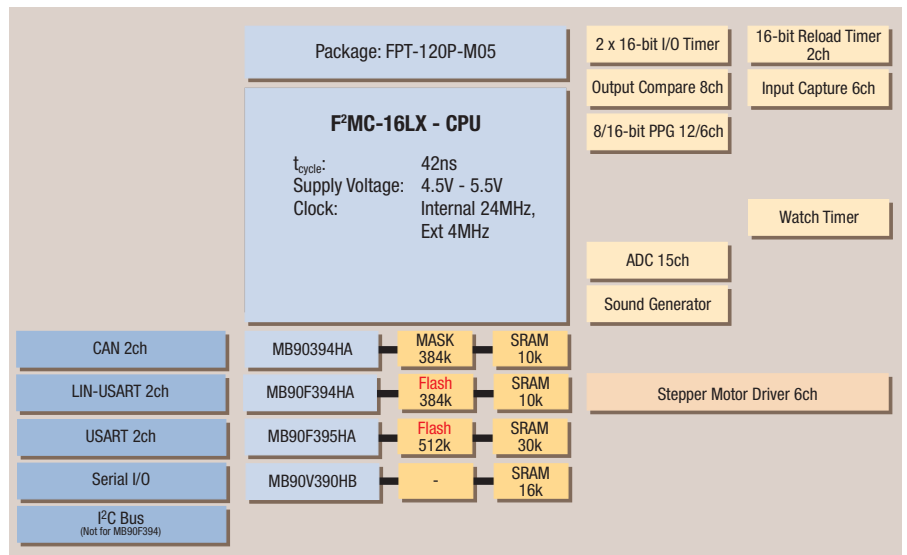 Package: FPT-120P-M05
2 x 16-bit I/O Timer
16-bit Reload Timer
2ch
Output Compare 8ch
Input Capture 6ch
8/16-bit PPG 12/6ch
F²MC-16LX - CPU
tcycle: 42ns
Supply Voltage: 4.5V - 5.5V
Clock: Internal 24MHz,
Ext 4MHz
Watch Timer
ADC 15ch
Sound Generator
CAN 2ch
MB90394HA
MASK
384k
SRAM
10k
LIN-USART 2ch
MB90F394HA
Flash
384k
SRAM
10k
Stepper Motor Driver 6ch
USART 2ch
MB90F395HA
Flash
512k
SRAM
30k
Serial I/O
MB90V390HB
-
SRAM
16k
I²C Bus
(Not for MB90F394)